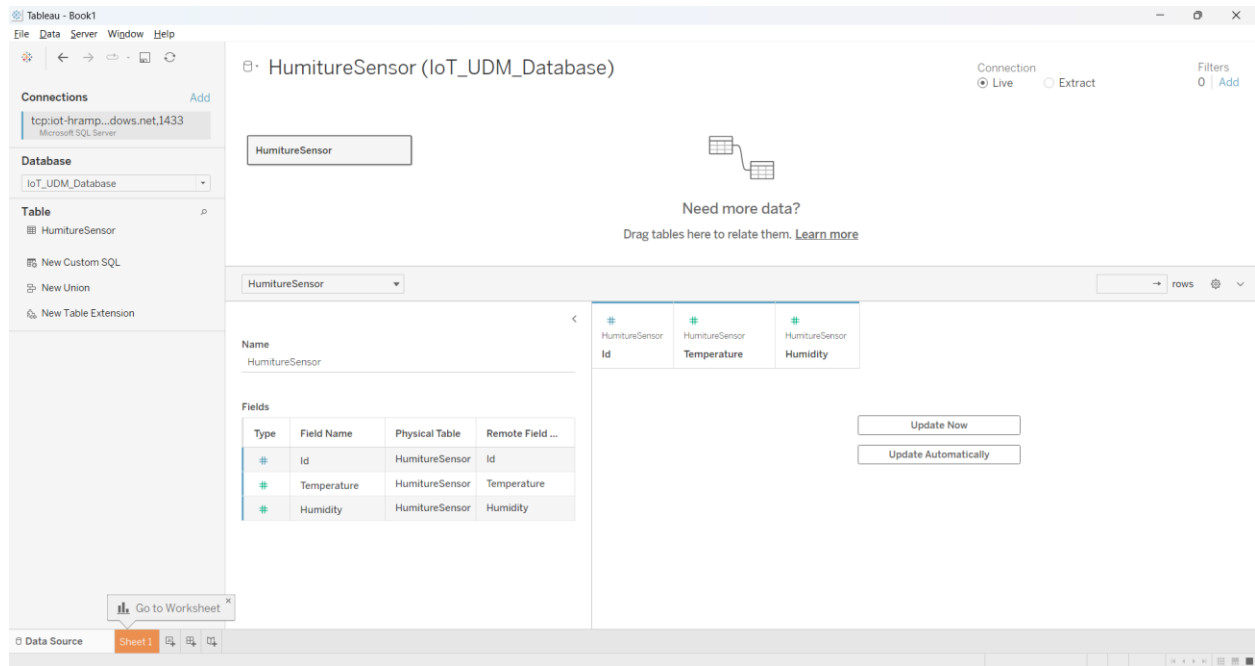 Tableau - Book1
File Data Server Window Help
HumitureSensor (IoT_UDM_Database)
Connection
Live Extract
Filters
0 Add
Connections Add
tcp:iot-hramp...dows.net,1433
Microsoft SQL Server
Database
IoT_UDM_Database
Table
HumitureSensor
New Custom SQL
New Union
New Table Extension
HumitureSensor
Need more data?
Drag tables here to relate them. Learn more
HumitureSensor
rows
Name
HumitureSensor
Fields
Type Field Name Physical Table Remote Field ...
# Id HumitureSensor Id
# Temperature HumitureSensor Temperature
# Humidity HumitureSensor Humidity
# # #
HumitureSensor HumitureSensor HumitureSensor
Id Temperature Humidity
Update Now
Update Automatically
Go to Worksheet
Data Source Sheet 1